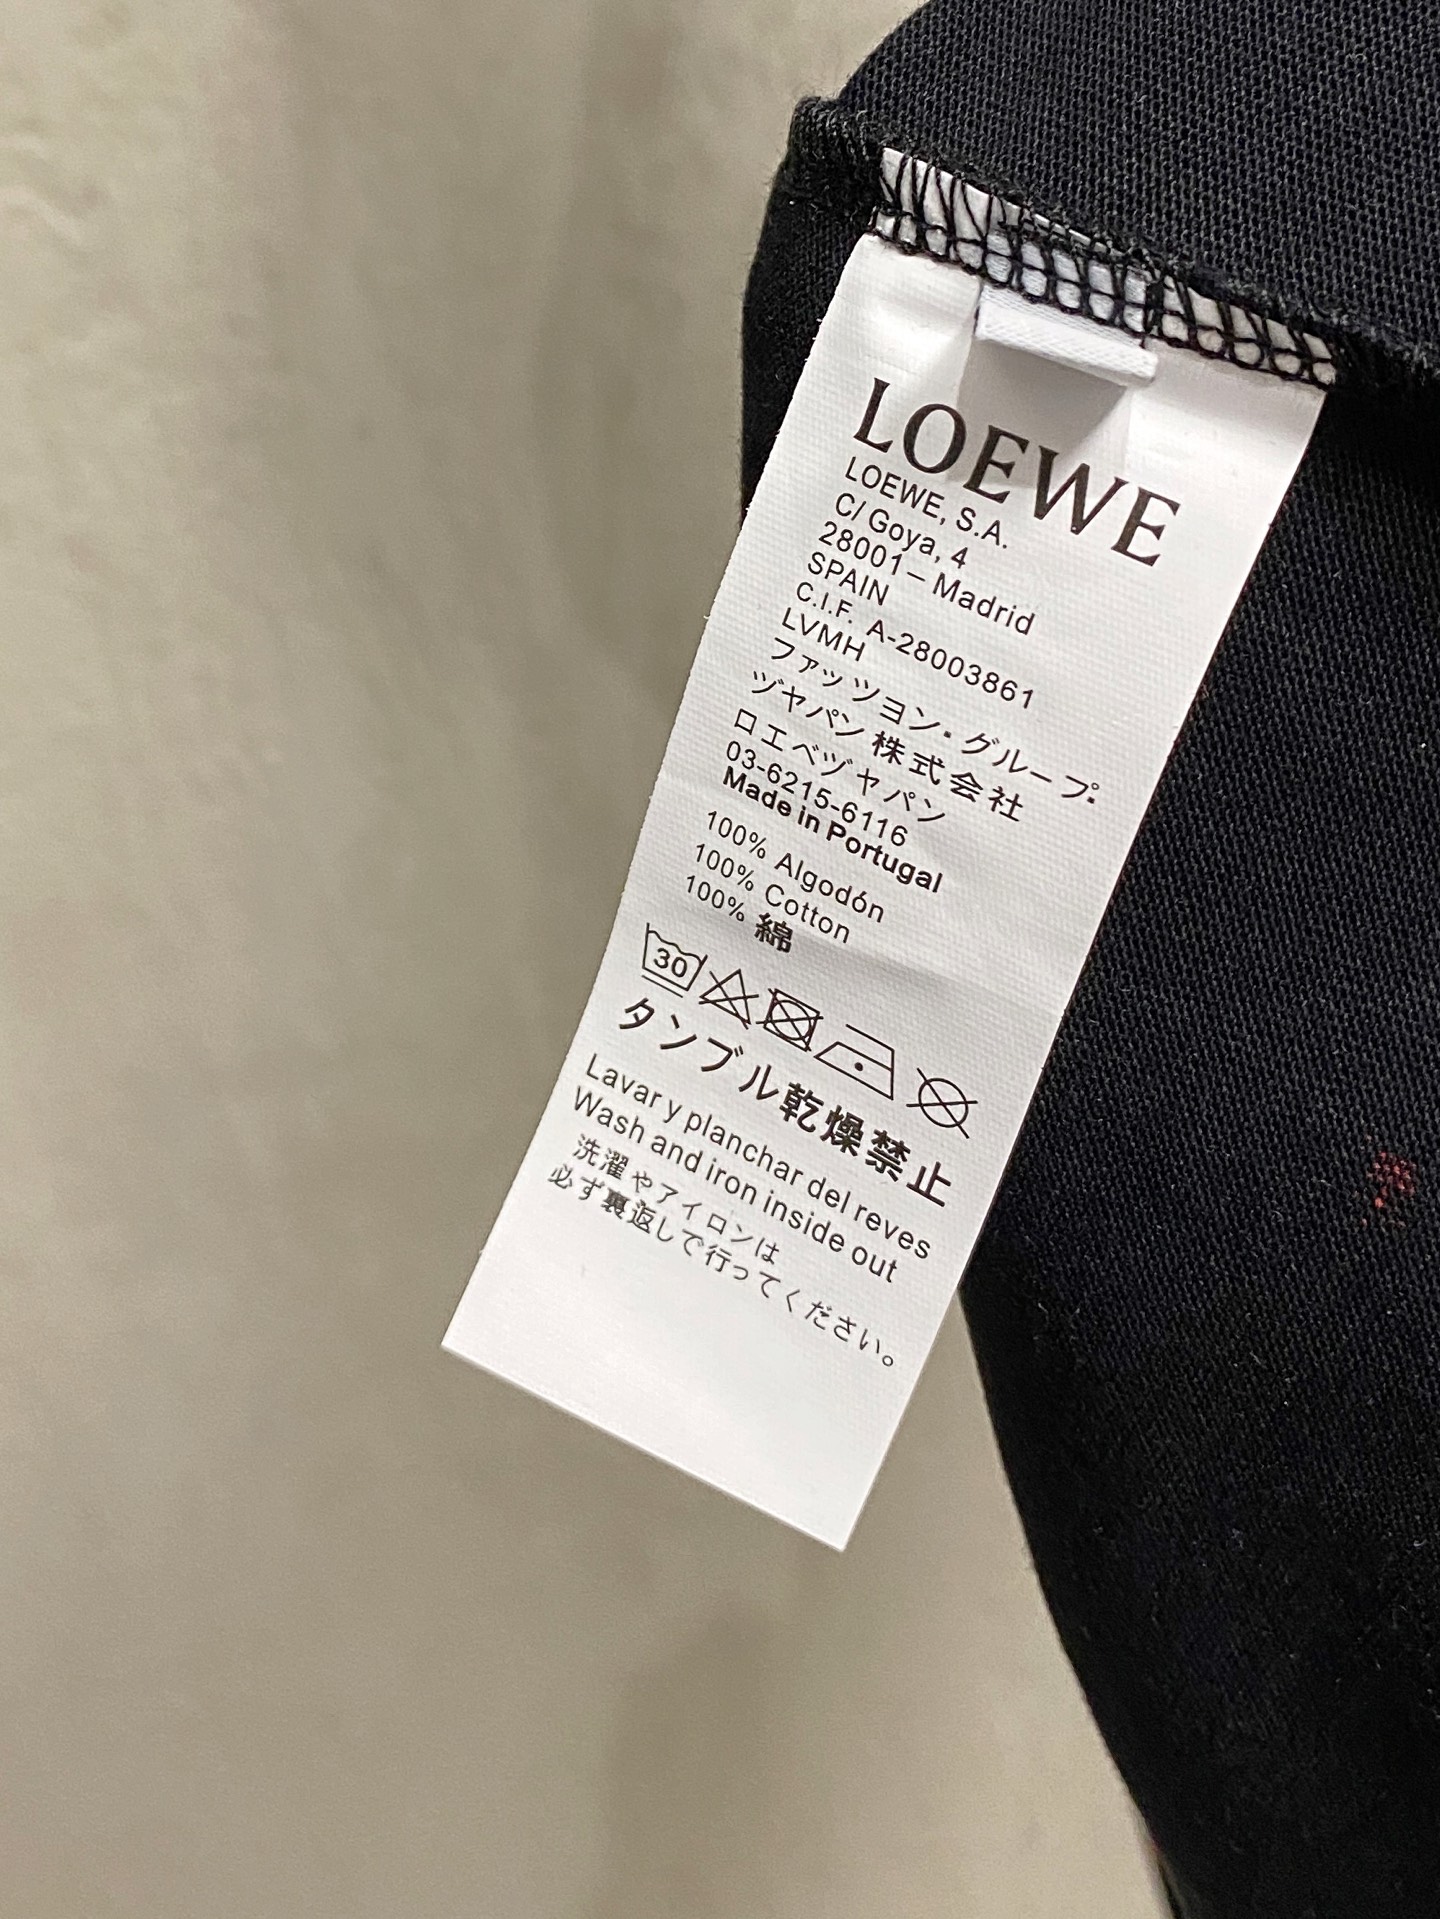 LOEWE
LOEWE, S.A.
C/ Goya, 4
28001－Madrid
SPAIN
C.I.F. A-28003861
LVMH
ファッツヨン·グループ·
ヅヤパン株式会社
ロエベヅヤパン
03-6215-6116
Made in Portugal
100% Algodón
100% Cotton
100% 綿
30
タンブル乾燥禁止
Lavar y planchar del reves
Wash and iron inside out
洗濯やアイロンは
必ず裏返しで行ってください。